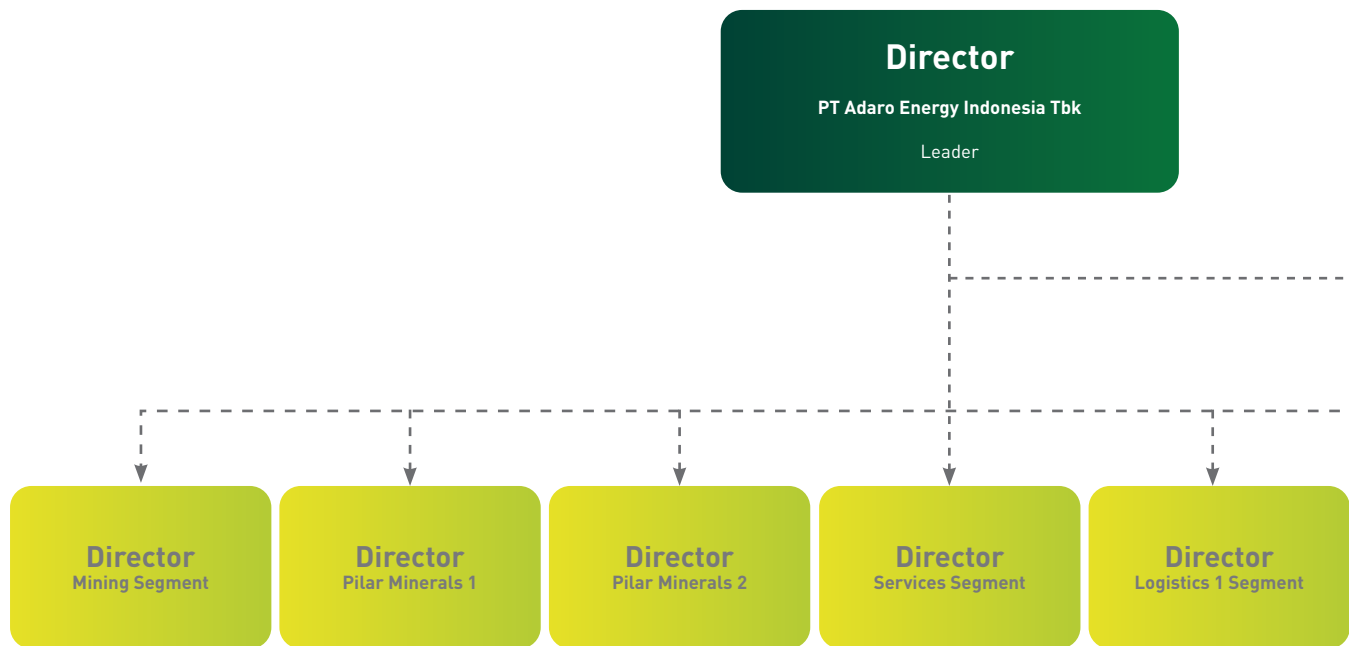 Director
PT Adaro Energy Indonesia Tbk
Leader
Director
Mining Segment
Director
Pilar Minerals 1
Director
Pilar Minerals 2
Director
Services Segment
Director
Logistics 1 Segment